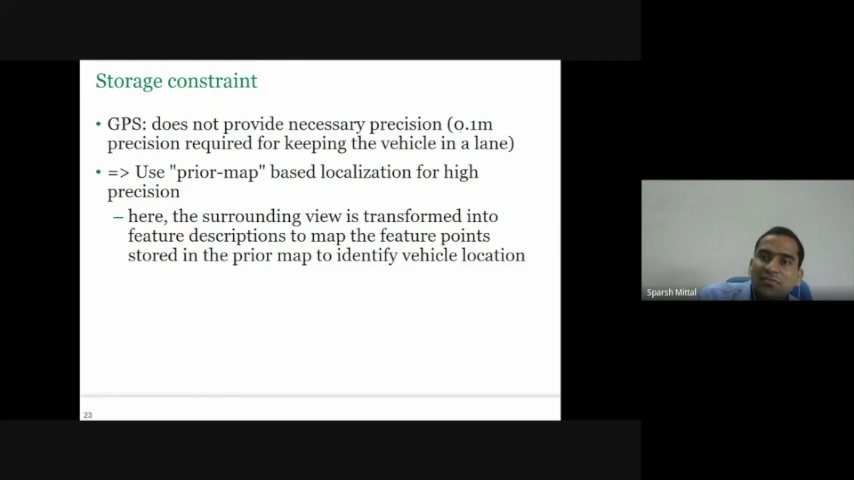 Storage constraint
• GPS: does not provide necessary precision (0.1m
precision required for keeping the vehicle in a lane)
• => Use "prior-map" based localization for high
precision
– here, the surrounding view is transformed into
feature descriptions to map the feature points
stored in the prior map to identify vehicle location
23
Sparsh Mittal